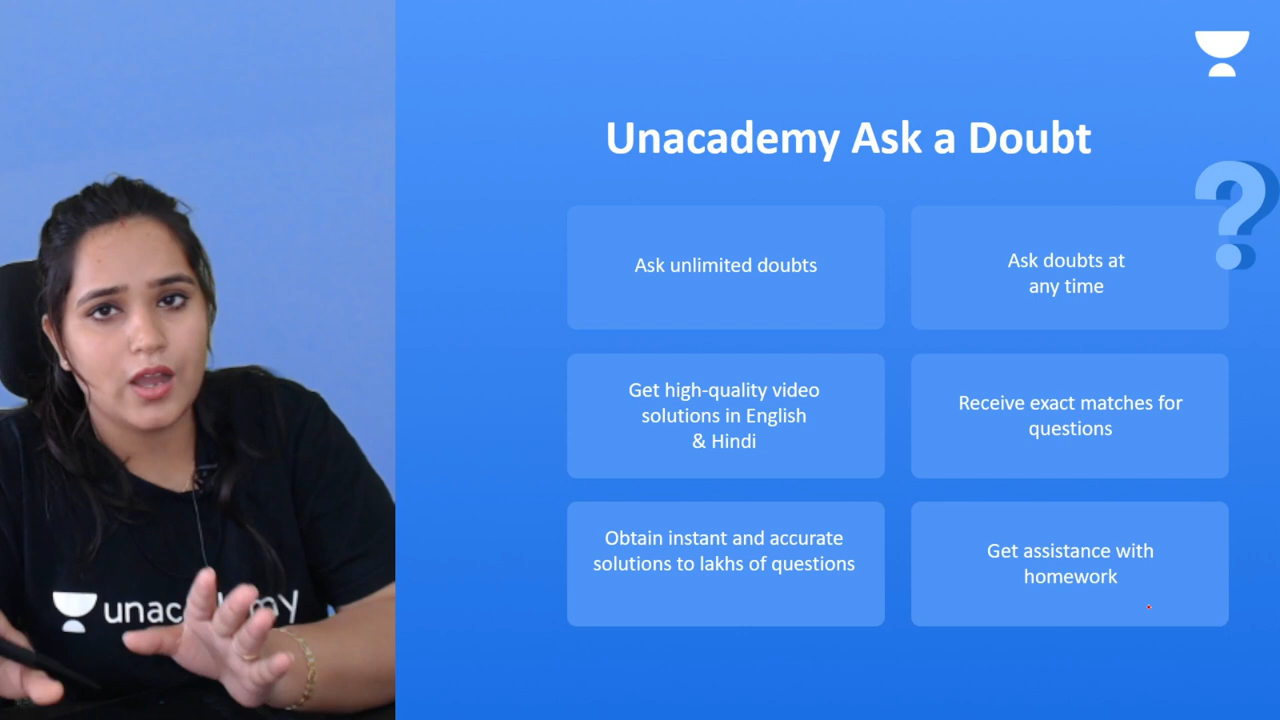 Unacademy Ask a Doubt
?
Ask unlimited doubts
Ask doubts at
any time
Get high-quality video
solutions in English
& Hindi
Receive exact matches for
questions
Obtain instant and accurate
solutions to lakhs of questions
Get assistance with
homework